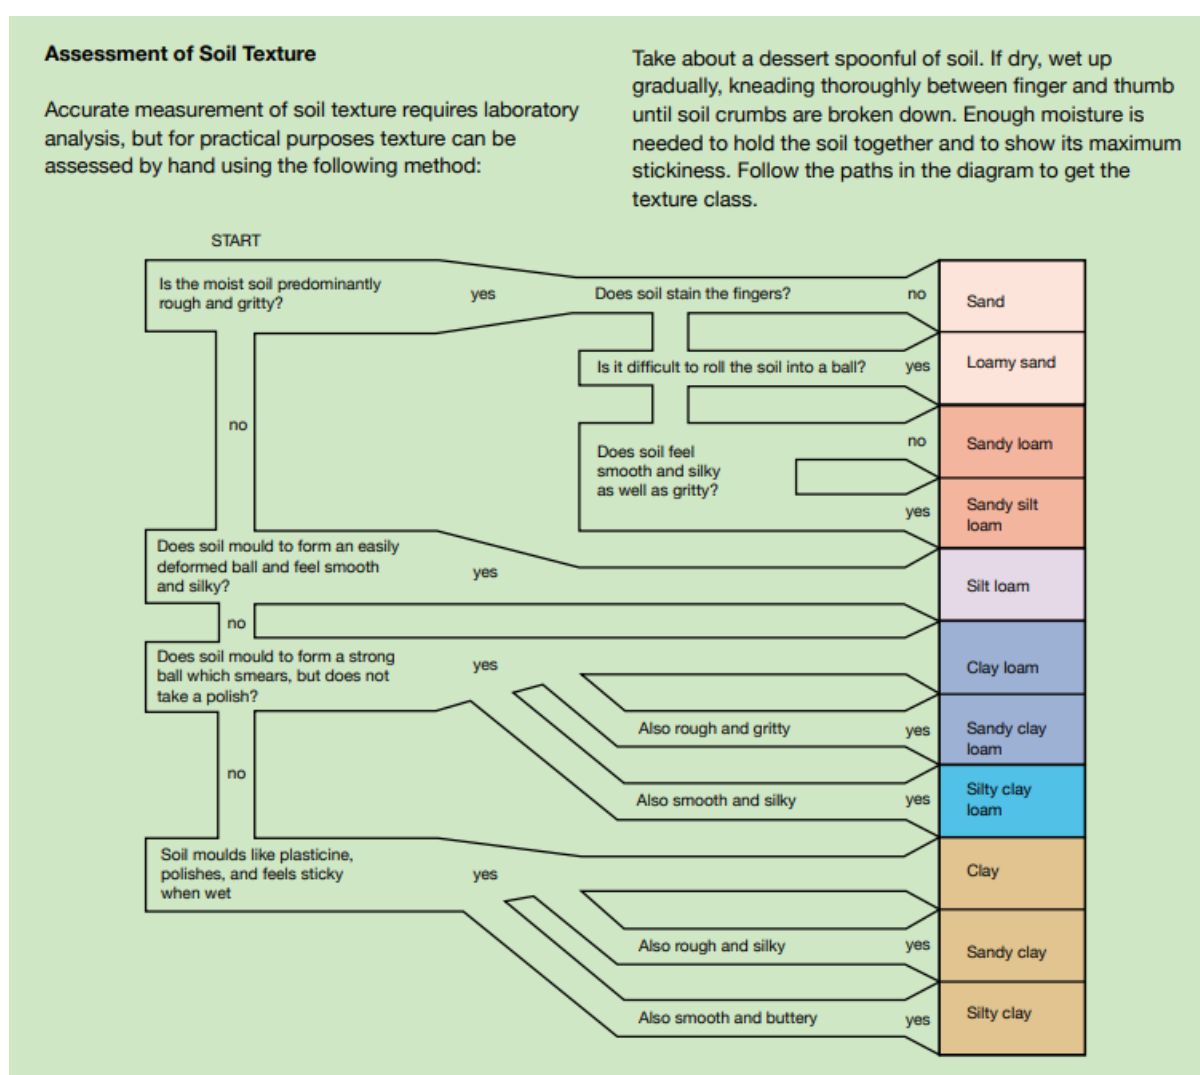 Assessment of Soil Texture
Accurate measurement of soil texture requires laboratory
analysis, but for practical purposes texture can be
assessed by hand using the following method:
Take about a dessert spoonful of soil. If dry, wet up
gradually, kneading thoroughly between finger and thumb
until soil crumbs are broken down. Enough moisture is
needed to hold the soil together and to show its maximum
stickiness. Follow the paths in the diagram to get the
texture class.
START
Is the moist soil predominantly
rough and gritty?
yes
Does soil stain the fingers?
no
Sand
Is it difficult to roll the soil into a ball?
yes
Loamy sand
no
Does soil feel
smooth and silky
as well as gritty?
no
Sandy loam
yes
Sandy silt
loam
Does soil mould to form an easily
deformed ball and feel smooth
and silky?
yes
Silt loam
no
Does soil mould to form a strong
ball which smears, but does not
take a polish?
yes
Clay loam
Also rough and gritty
yes
Sandy clay
loam
Also smooth and silky
yes
Silty clay
loam
no
Soil moulds like plasticine,
polishes, and feels sticky
when wet
yes
Clay
Also rough and silky
yes
Sandy clay
Also smooth and buttery
yes
Silty clay